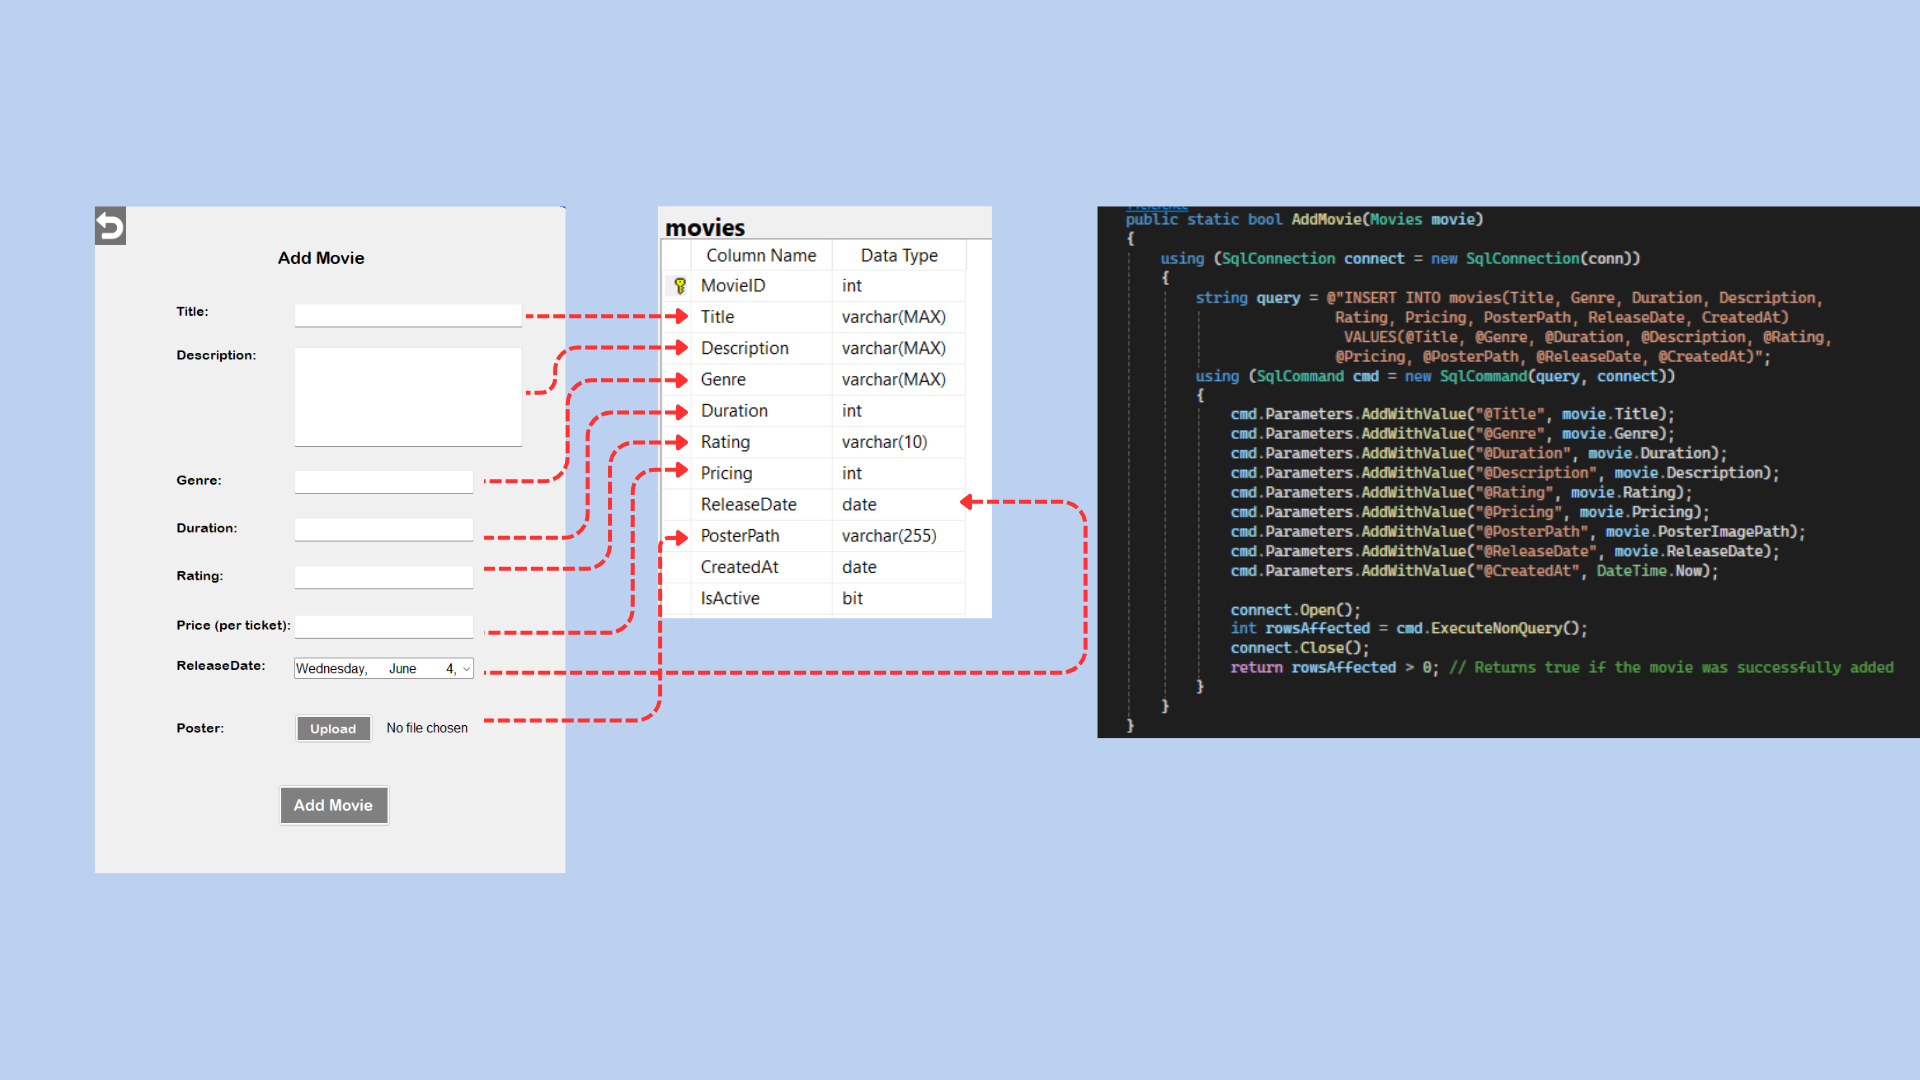 Add Movie
Title:
Description:
Genre:
Duration:
Rating:
Price (per ticket):
ReleaseDate: Wednesday, June 4,
Poster: Upload No file chosen
Add Movie
movies
Column Name Data Type
MovieID int
Title varchar(MAX)
Description varchar(MAX)
Genre varchar(MAX)
Duration int
Rating varchar(10)
Pricing int
ReleaseDate date
PosterPath varchar(255)
CreatedAt date
IsActive bit
public static bool AddMovie(Movies movie)
{
using (SqlConnection connect = new SqlConnection(conn))
{
string query = @"INSERT INTO movies(Title, Genre, Duration, Description,
Rating, Pricing, PosterPath, ReleaseDate, CreatedAt)
VALUES(@Title, @Genre, @Duration, @Description, @Rating,
@Pricing, @PosterPath, @ReleaseDate, @CreatedAt)";
using (SqlCommand cmd = new SqlCommand(query, connect))
{
cmd.Parameters.AddWithValue("@Title", movie.Title);
cmd.Parameters.AddWithValue("@Genre", movie.Genre);
cmd.Parameters.AddWithValue("@Duration", movie.Duration);
cmd.Parameters.AddWithValue("@Description", movie.Description);
cmd.Parameters.AddWithValue("@Rating", movie.Rating);
cmd.Parameters.AddWithValue("@Pricing", movie.Pricing);
cmd.Parameters.AddWithValue("@PosterPath", movie.PosterImagePath);
cmd.Parameters.AddWithValue("@ReleaseDate", movie.ReleaseDate);
cmd.Parameters.AddWithValue("@CreatedAt", DateTime.Now);
connect.Open();
int rowsAffected = cmd.ExecuteNonQuery();
connect.Close();
return rowsAffected > 0; // Returns true if the movie was successfully added
}
}
}